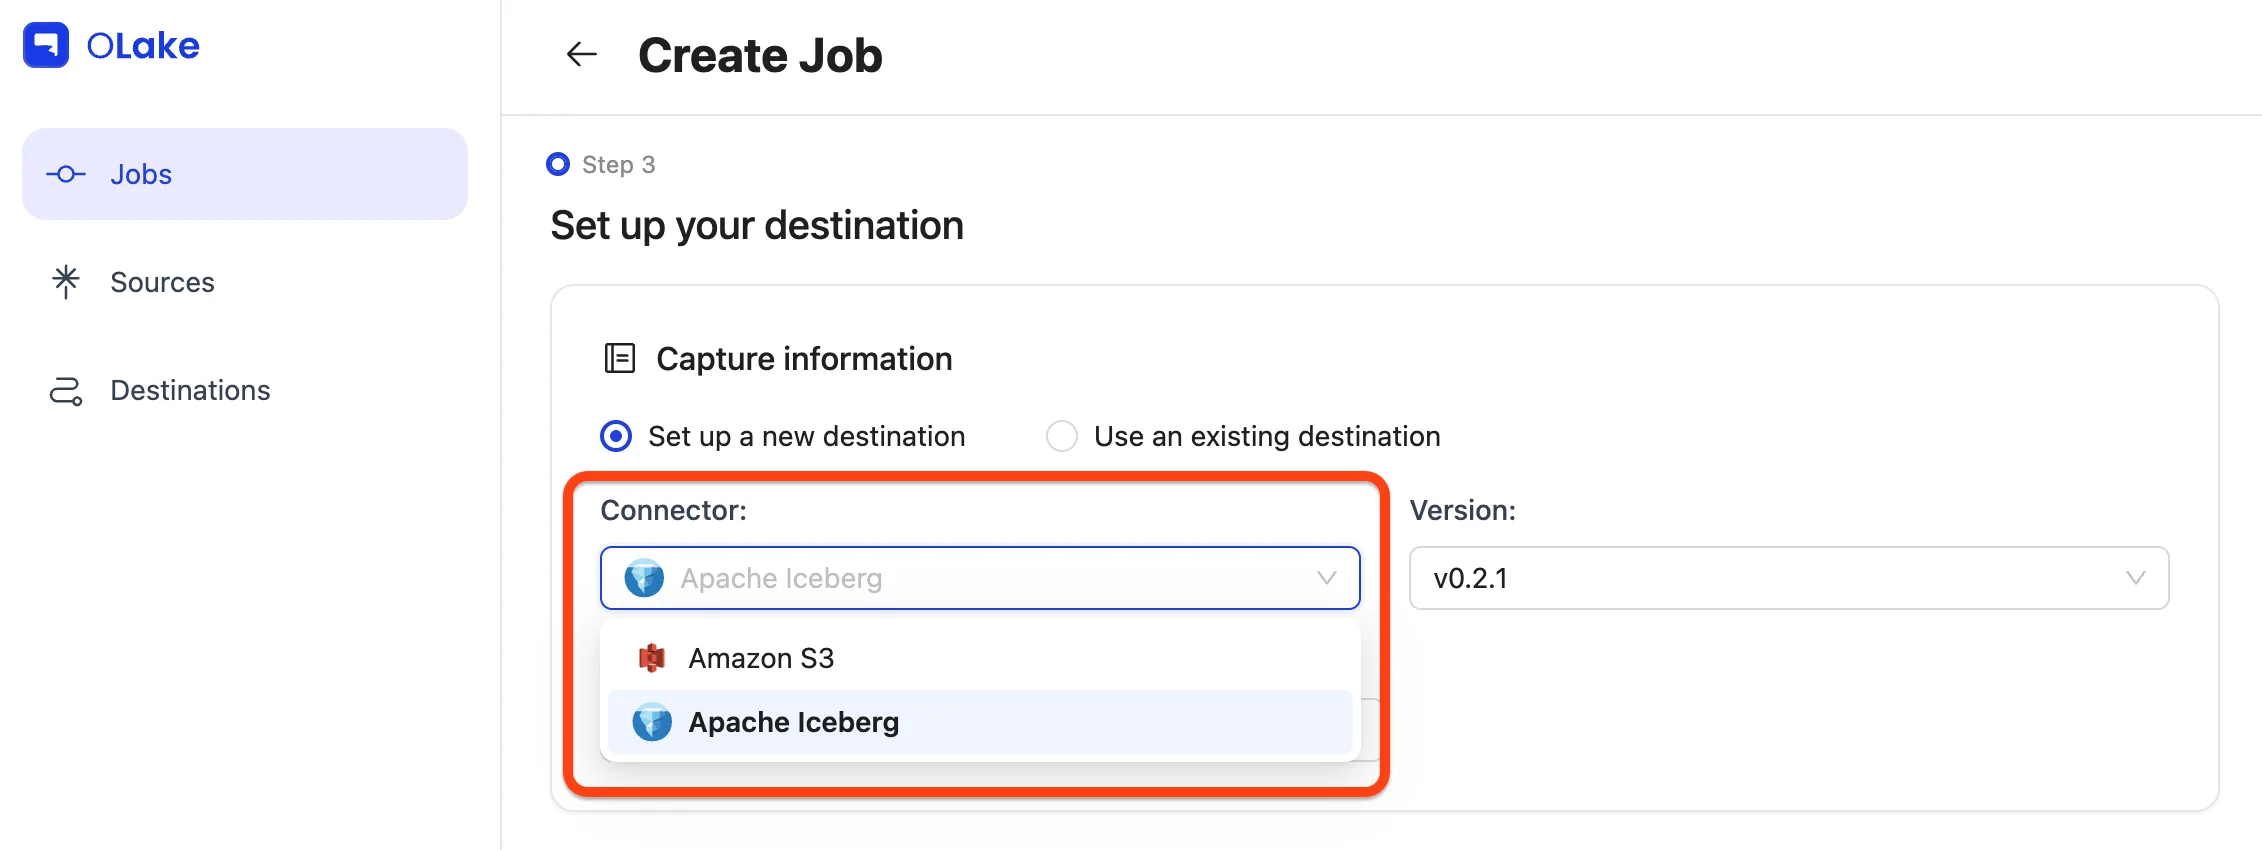 OLake
Create Job
Jobs
Sources
Destinations
Step 3
Set up your destination
Capture information
Set up a new destination
Use an existing destination
Connector:
Version:
Apache Iceberg
v0.2.1
Amazon S3
Apache Iceberg